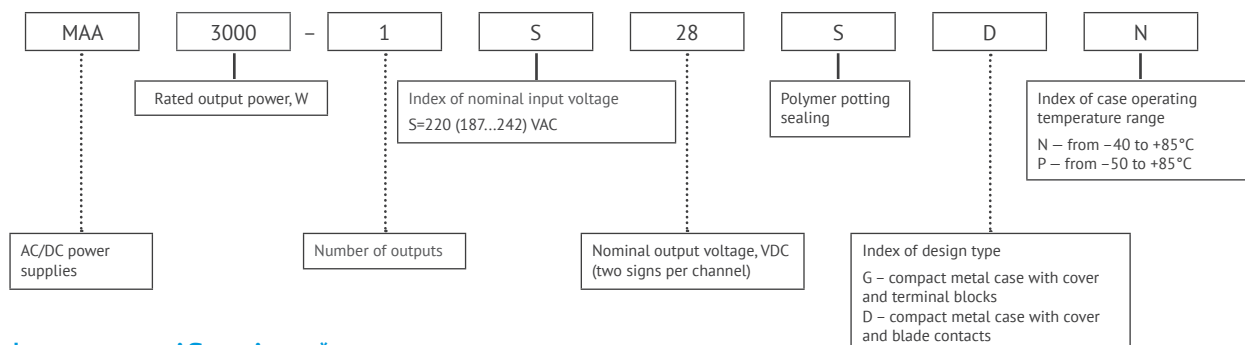 MAA 3000 – 1 S 28 S D N
Rated output power, W
Index of nominal input voltage
S=220 (187...242) VAC
Polymer potting
sealing
Index of case operating
temperature range
N — from –40 to +85°C
P — from –50 to +85°C
AC/DC power
supplies
Number of outputs
Nominal output voltage, VDC
(two signs per channel)
Index of design type
G – compact metal case with cover
and terminal blocks
D – compact metal case with cover
and blade contacts